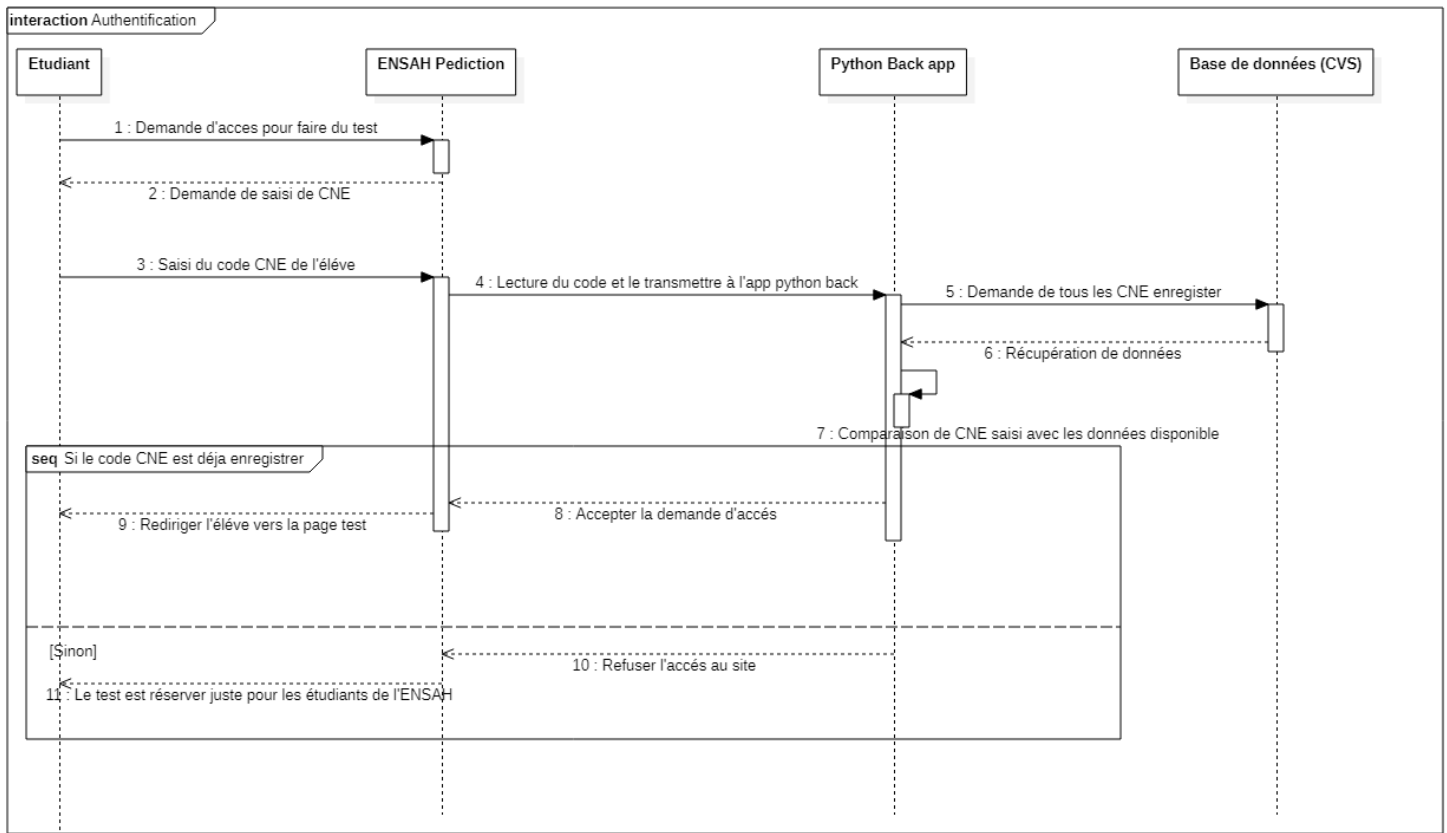 interaction Authentification
Etudiant
ENSAH Pediction
Python Back app
Base de données (CVS)
1 : Demande d'acces pour faire du test
2 : Demande de saisi de CNE
3 : Saisi du code CNE de l'éléve
4 : Lecture du code et le transmettre à l'app python back
5 : Demande de tous les CNE enregister
6 : Récupération de données
7 : Comparaison de CNE saisi avec les données disponible
seq Si le code CNE est déja enregistrer
8 : Accepter la demande d'accés
9 : Rediriger l'éléve vers la page test
[Sinon]
10 : Refuser l'accés au site
11 : Le test est réserver juste pour les étudiants de l'ENSAH